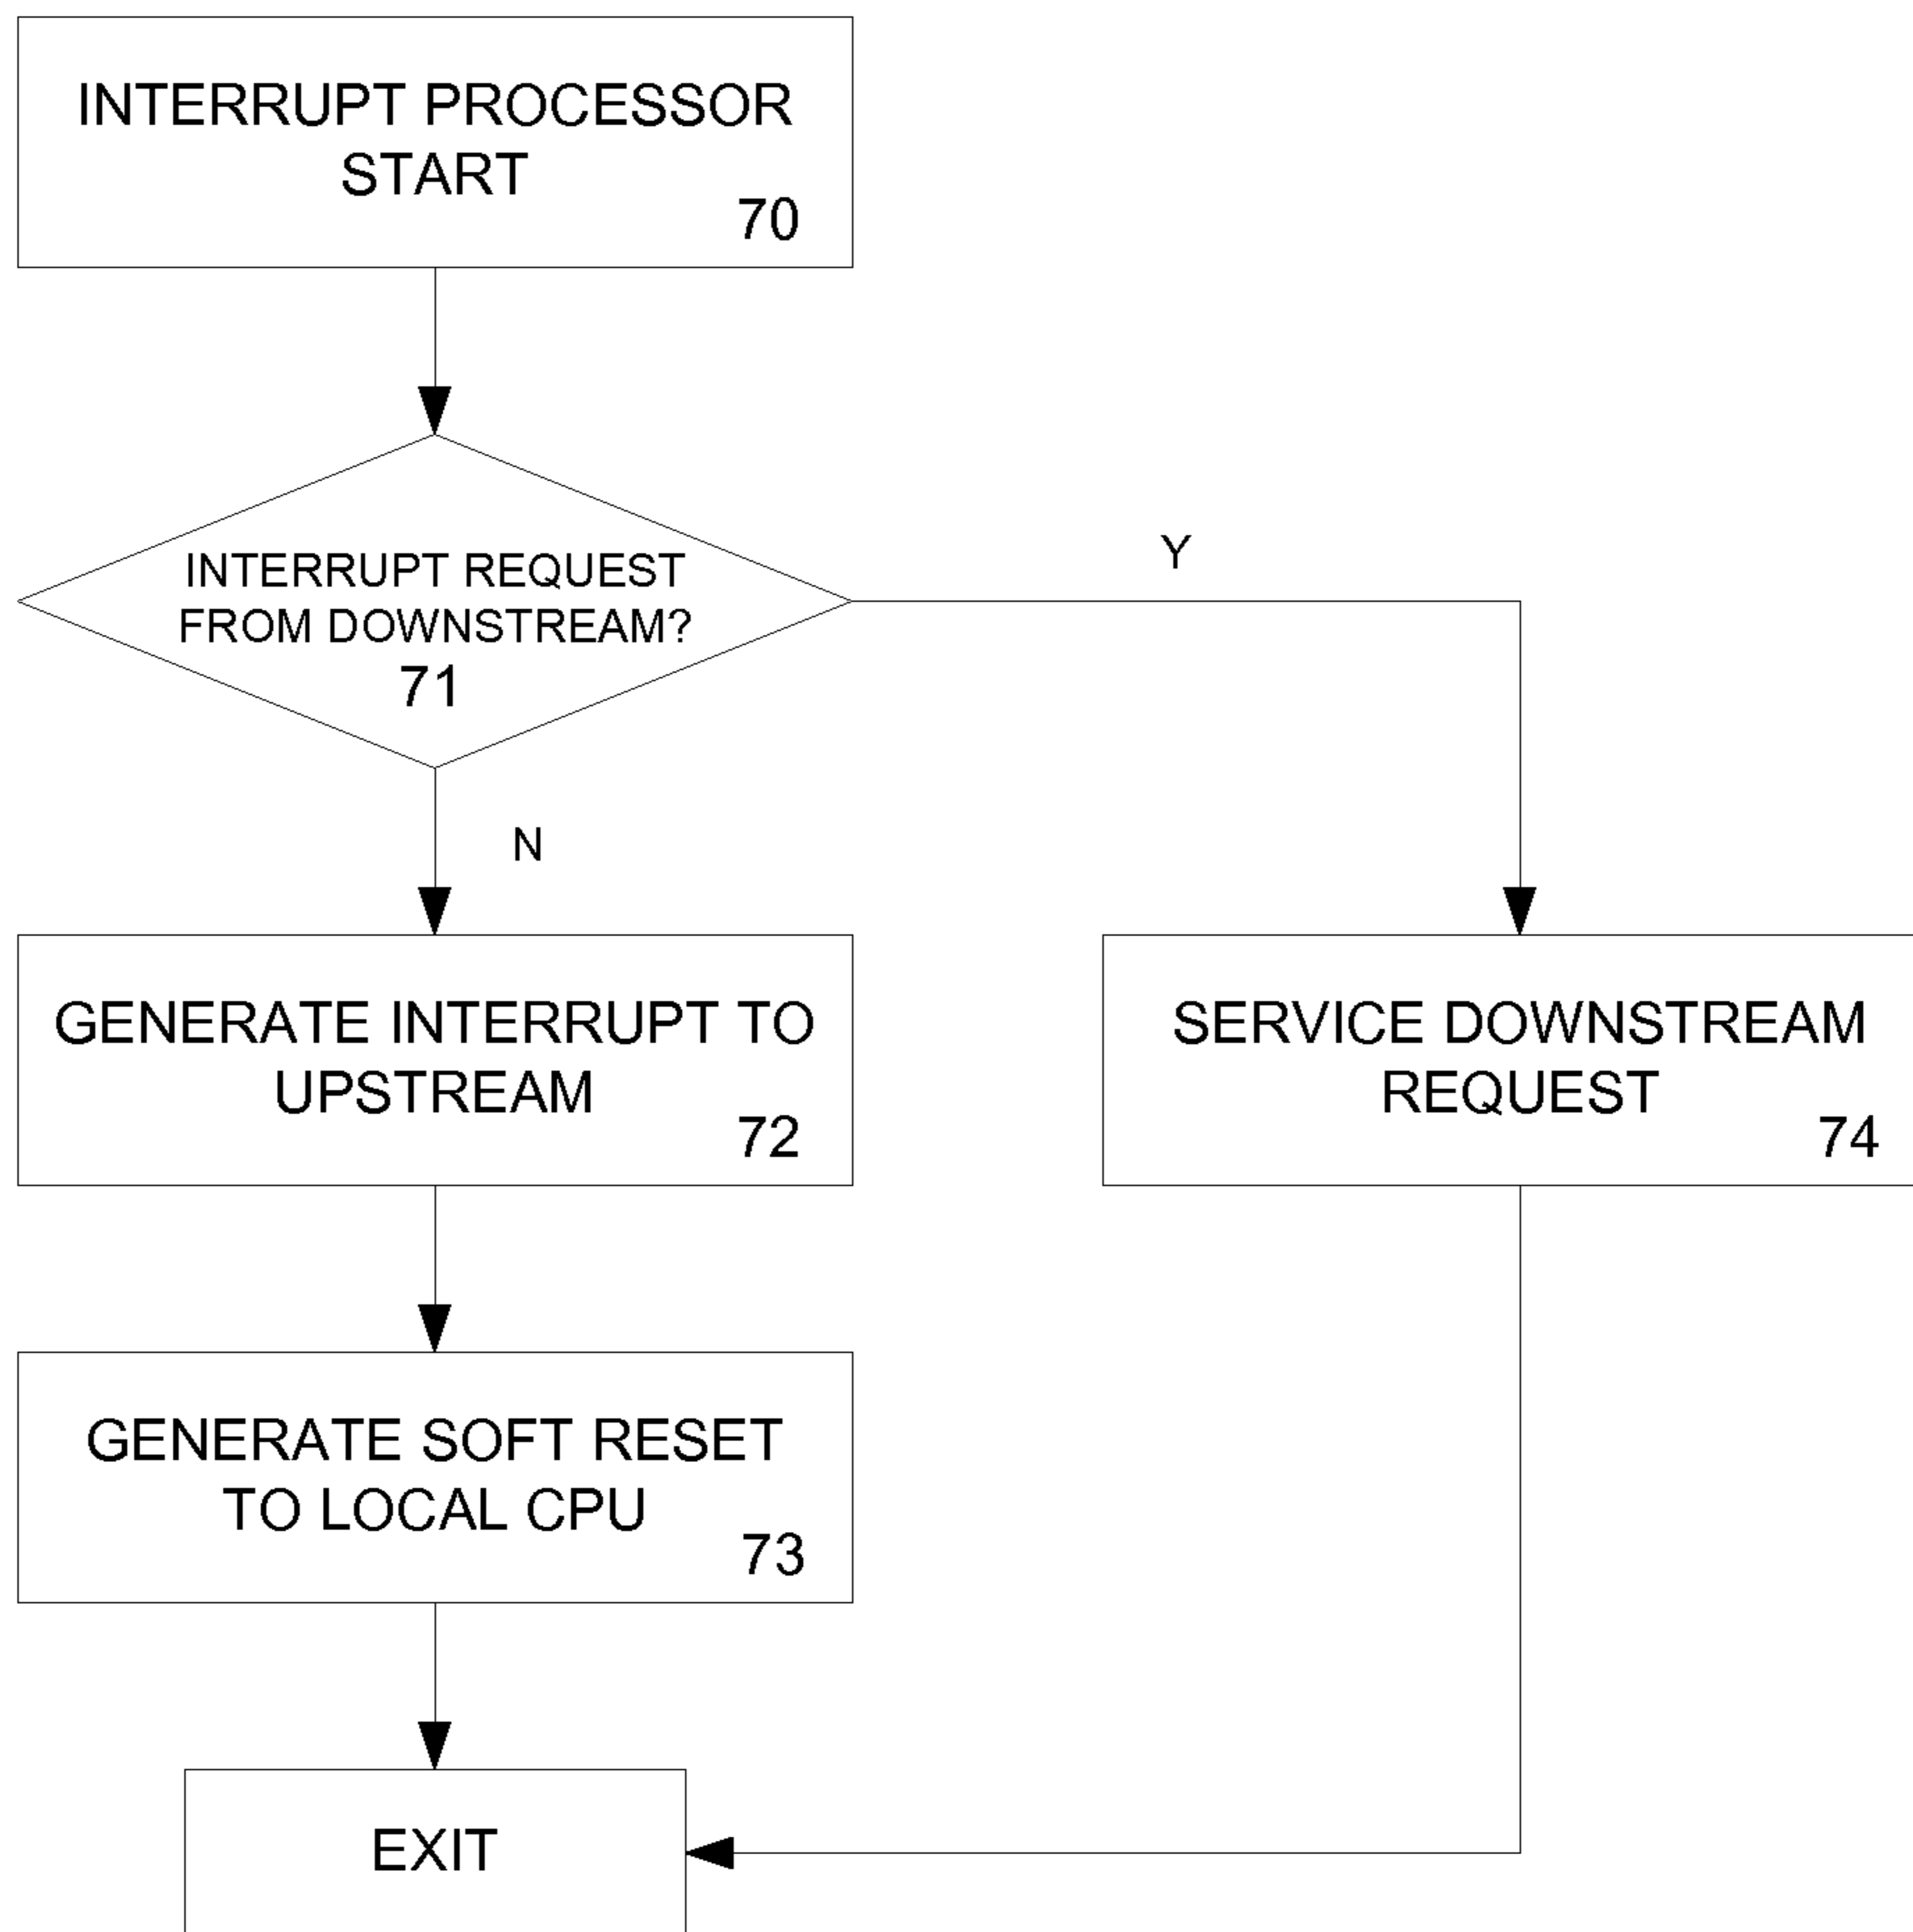 INTERRUPT PROCESSOR
START
70
INTERRUPT REQUEST
FROM DOWNSTREAM?
71
Y
N
GENERATE INTERRUPT TO
UPSTREAM
72
SERVICE DOWNSTREAM
REQUEST
74
GENERATE SOFT RESET
TO LOCAL CPU
73
EXIT